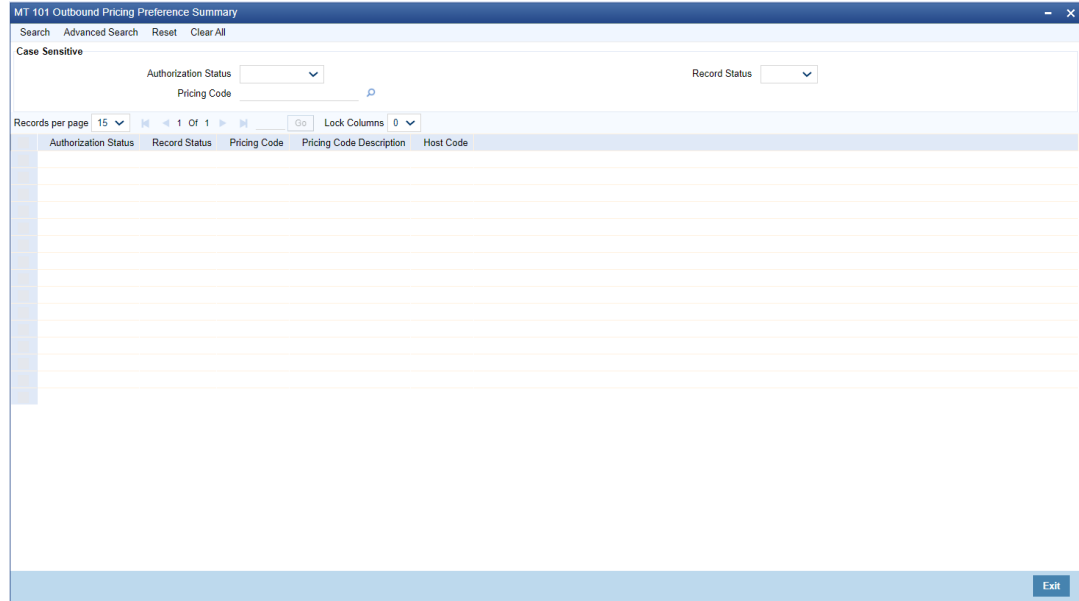 MT 101 Outbound Pricing Preference Summary
Search Advanced Search Reset Clear All
Case Sensitive
Authorization Status Record Status
Pricing Code
Records per page 15 1 Of 1 Go Lock Columns 0
Authorization Status Record Status Pricing Code Pricing Code Description Host Code
Exit